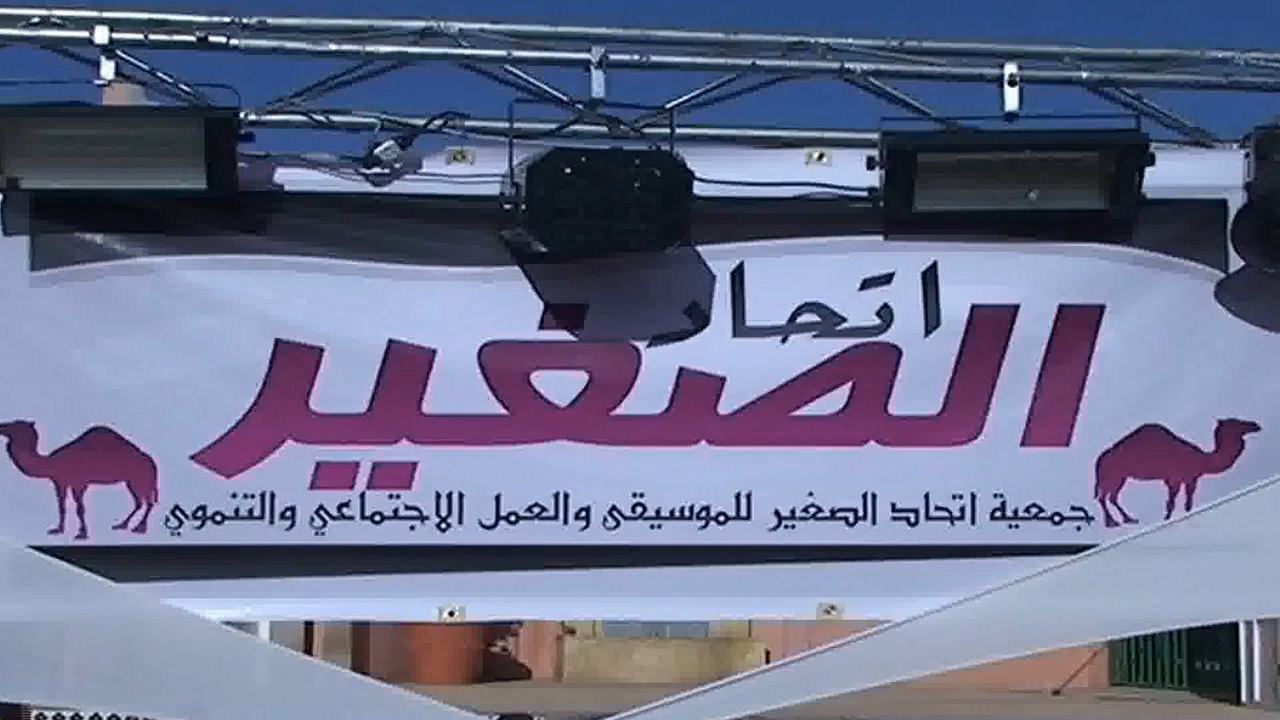 اتحاد
الصغير
جمعية اتحاد الصغير للموسيقى والعمل الاجتماعي والتنموي